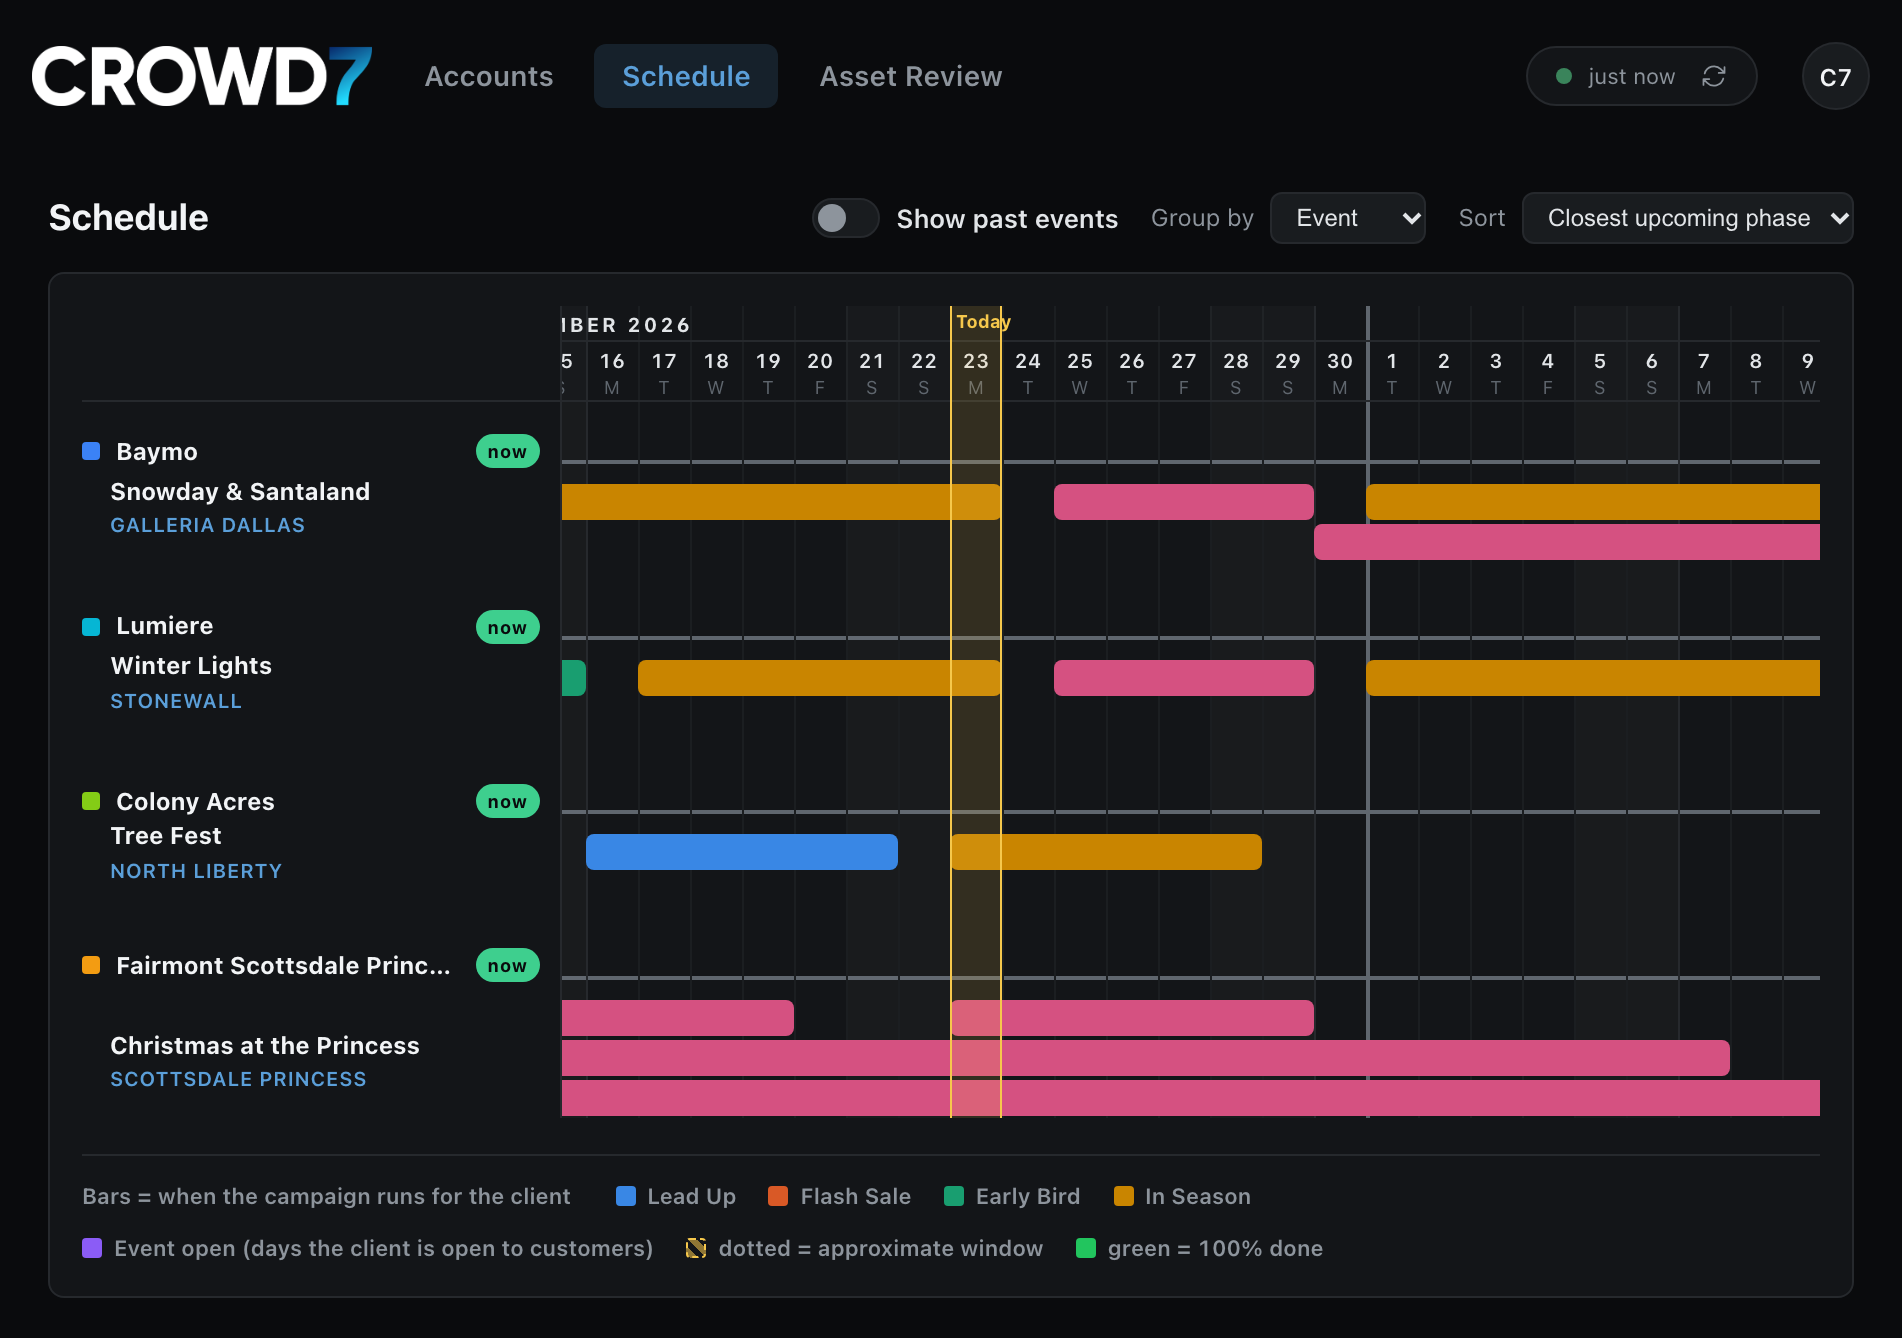 CROWD7
Accounts
Schedule
Asset Review
just now
C7
Schedule
Show past events
Group by
Event
Sort
Closest upcoming phase
BER 2026
Today
5 16 17 18 19 20 21 22 23 24 25 26 27 28 29 30 1 2 3 4 5 6 7 8 9
S M T W T F S S M T W T F S S M T W T F S S M T W
Baymo
now
Snowday & Santaland
GALLERIA DALLAS
Lumiere
now
Winter Lights
STONEWALL
Colony Acres
now
Tree Fest
NORTH LIBERTY
Fairmont Scottsdale Princ...
now
Christmas at the Princess
SCOTTSDALE PRINCESS
Bars = when the campaign runs for the client
Lead Up
Flash Sale
Early Bird
In Season
Event open (days the client is open to customers)
dotted = approximate window
green = 100% done